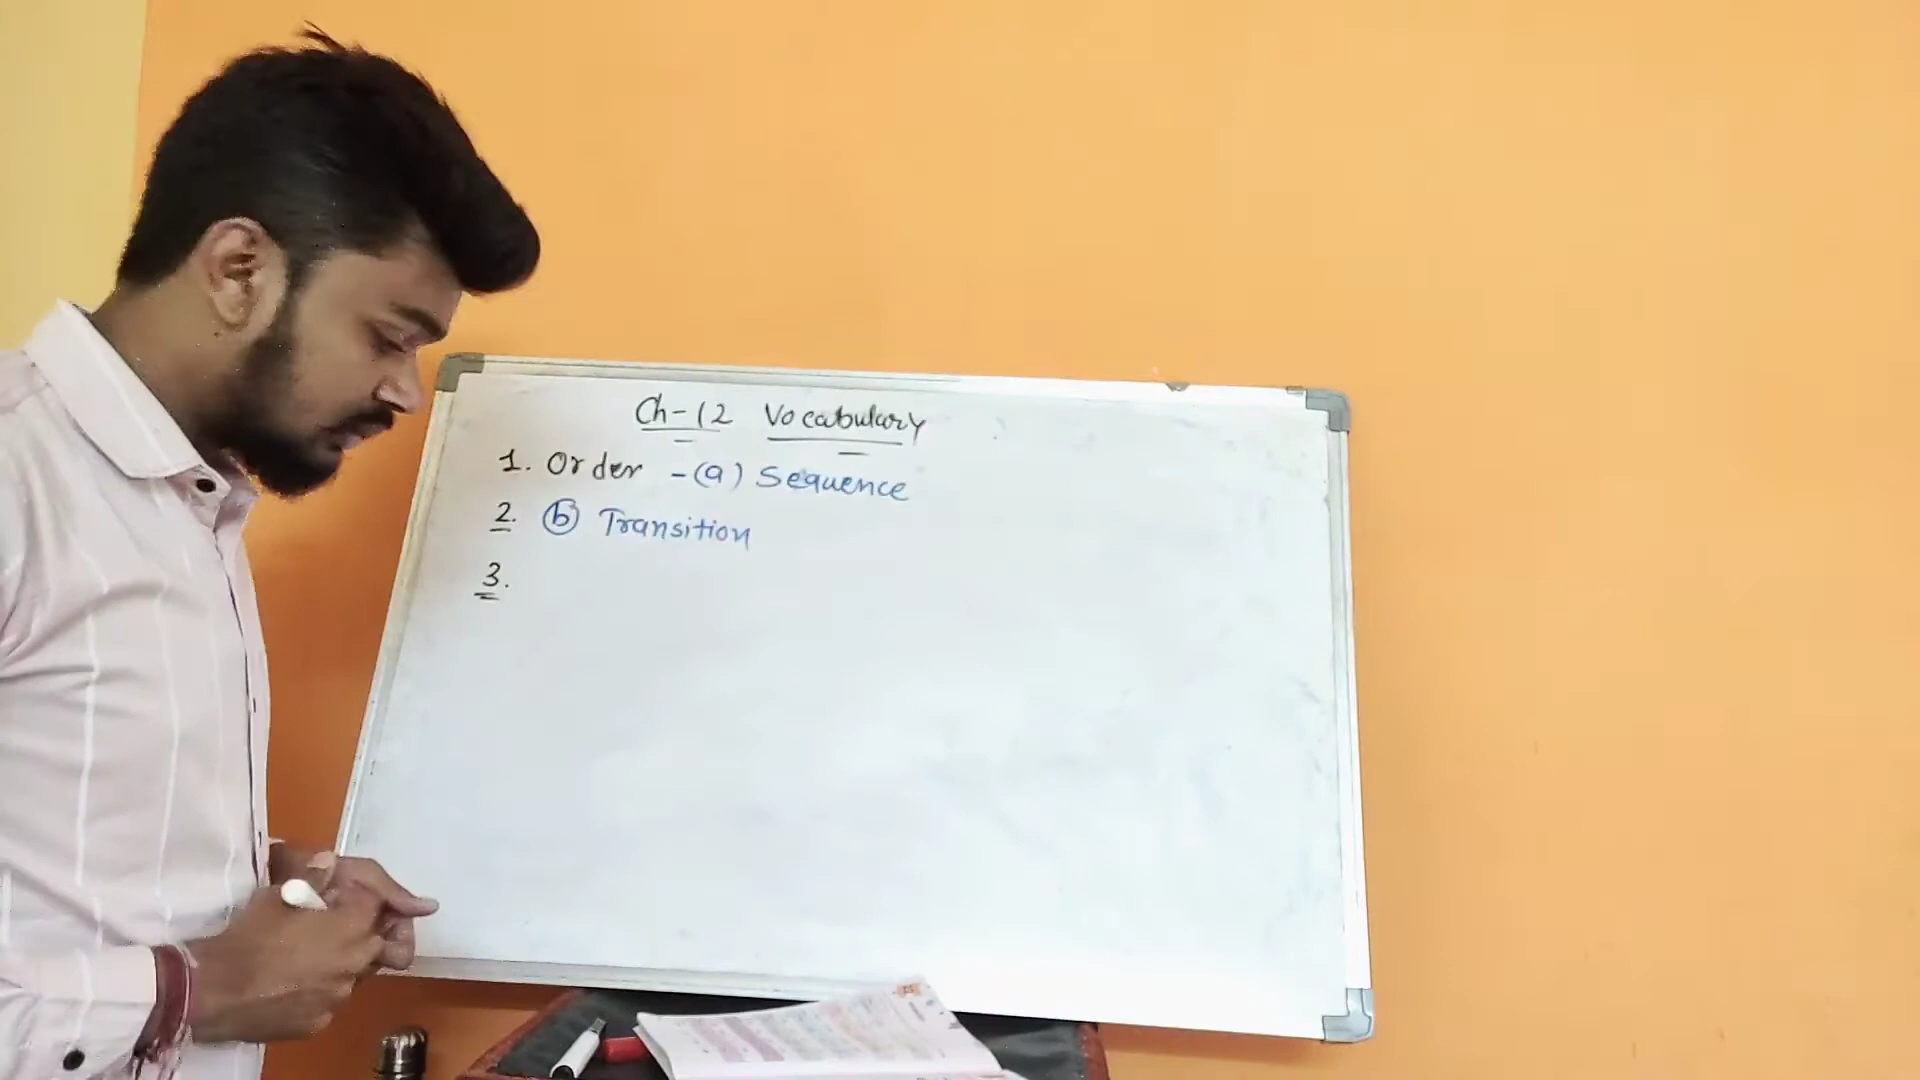 Ch-12 Vocabulary
1. Order - (a) Sequence
2. (b) Transition
3.